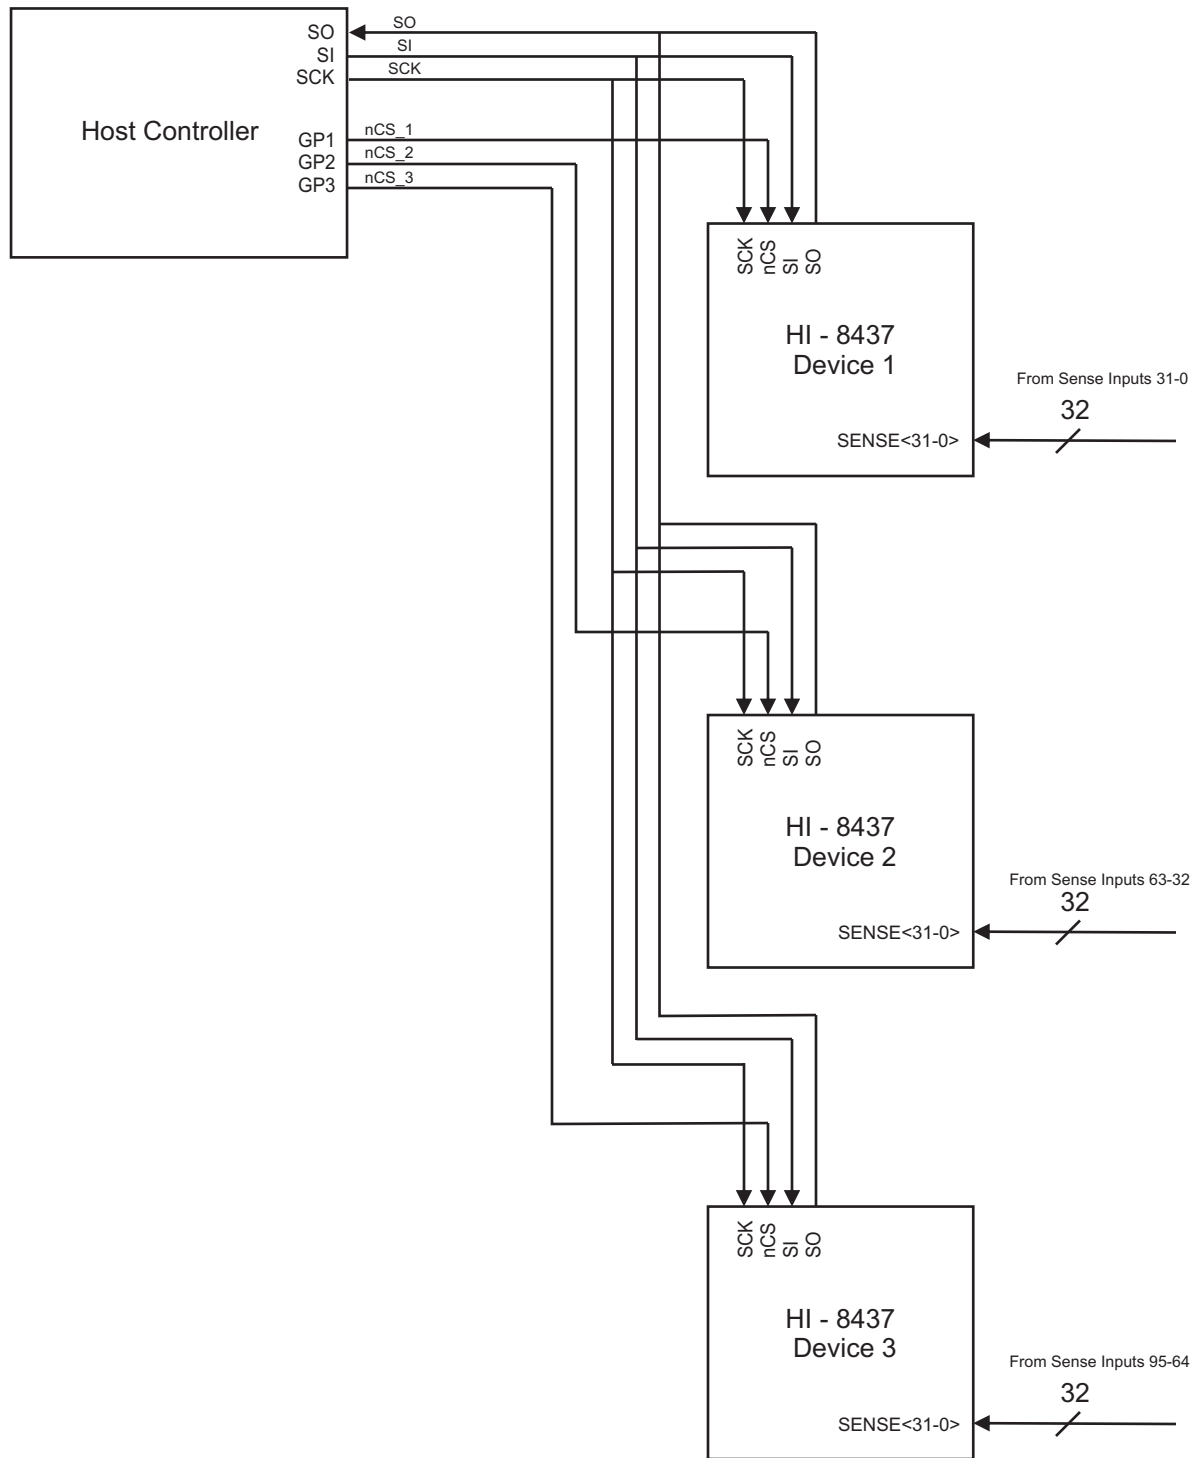 SO
SI
SCK
Host Controller
GP1
GP2
GP3
SO
SI
SCK
nCS_1
nCS_2
nCS_3
SCK
nCS
SI
SO
HI - 8437
Device 1
SENSE<31-0>
From Sense Inputs 31-0
32
SCK
nCS
SI
SO
HI - 8437
Device 2
SENSE<31-0>
From Sense Inputs 63-32
32
SCK
nCS
SI
SO
HI - 8437
Device 3
SENSE<31-0>
From Sense Inputs 95-64
32